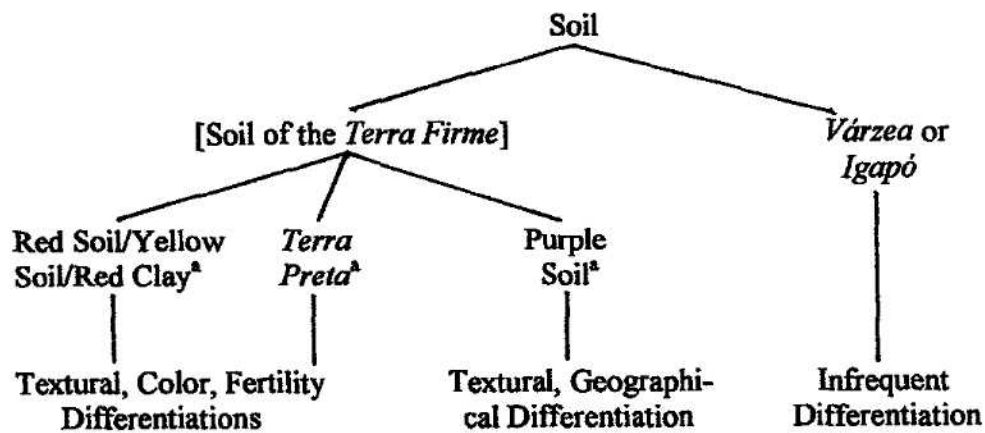 Soil
[Soil of the Terra Firme]
Várzea or
Igapó
Red Soil/Yellow
Soil/Red Clayª
Terra
Pretaª
Purple
Soilª
Textural, Color, Fertility
Differentiations
Textural, Geographi-
cal Differentiation
Infrequent
Differentiation